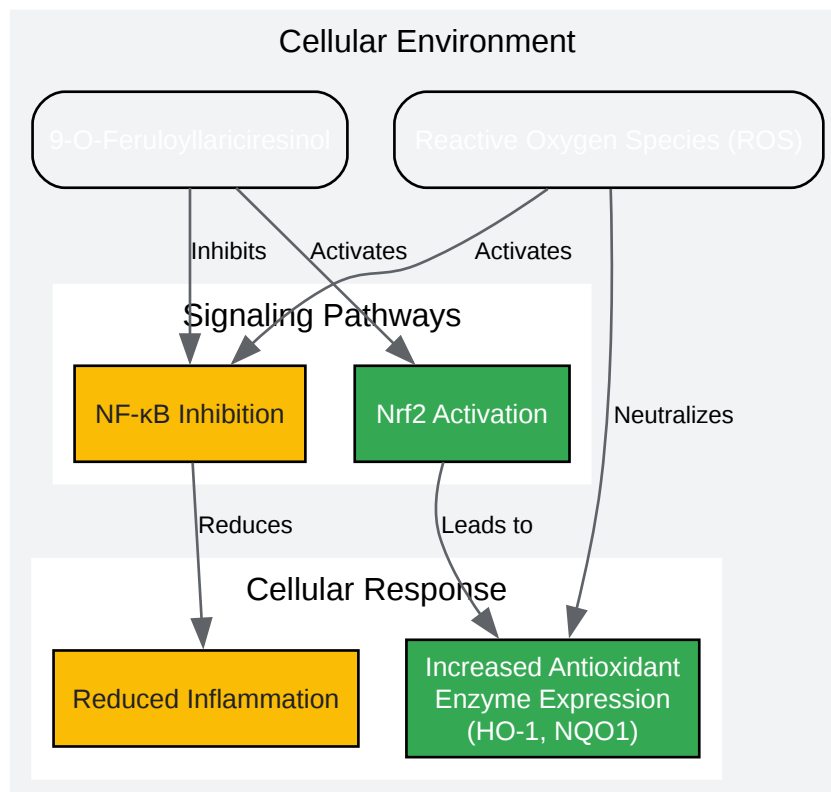 Cellular Environment
9-O-Feruloyllariciresinol
Reactive Oxygen Species (ROS)
Inhibits
Activates
Activates
Signaling Pathways
NF-κB Inhibition
Nrf2 Activation
Neutralizes
Reduces
Leads to
Cellular Response
Reduced Inflammation
Increased Antioxidant
Enzyme Expression
(HO-1, NQO1)